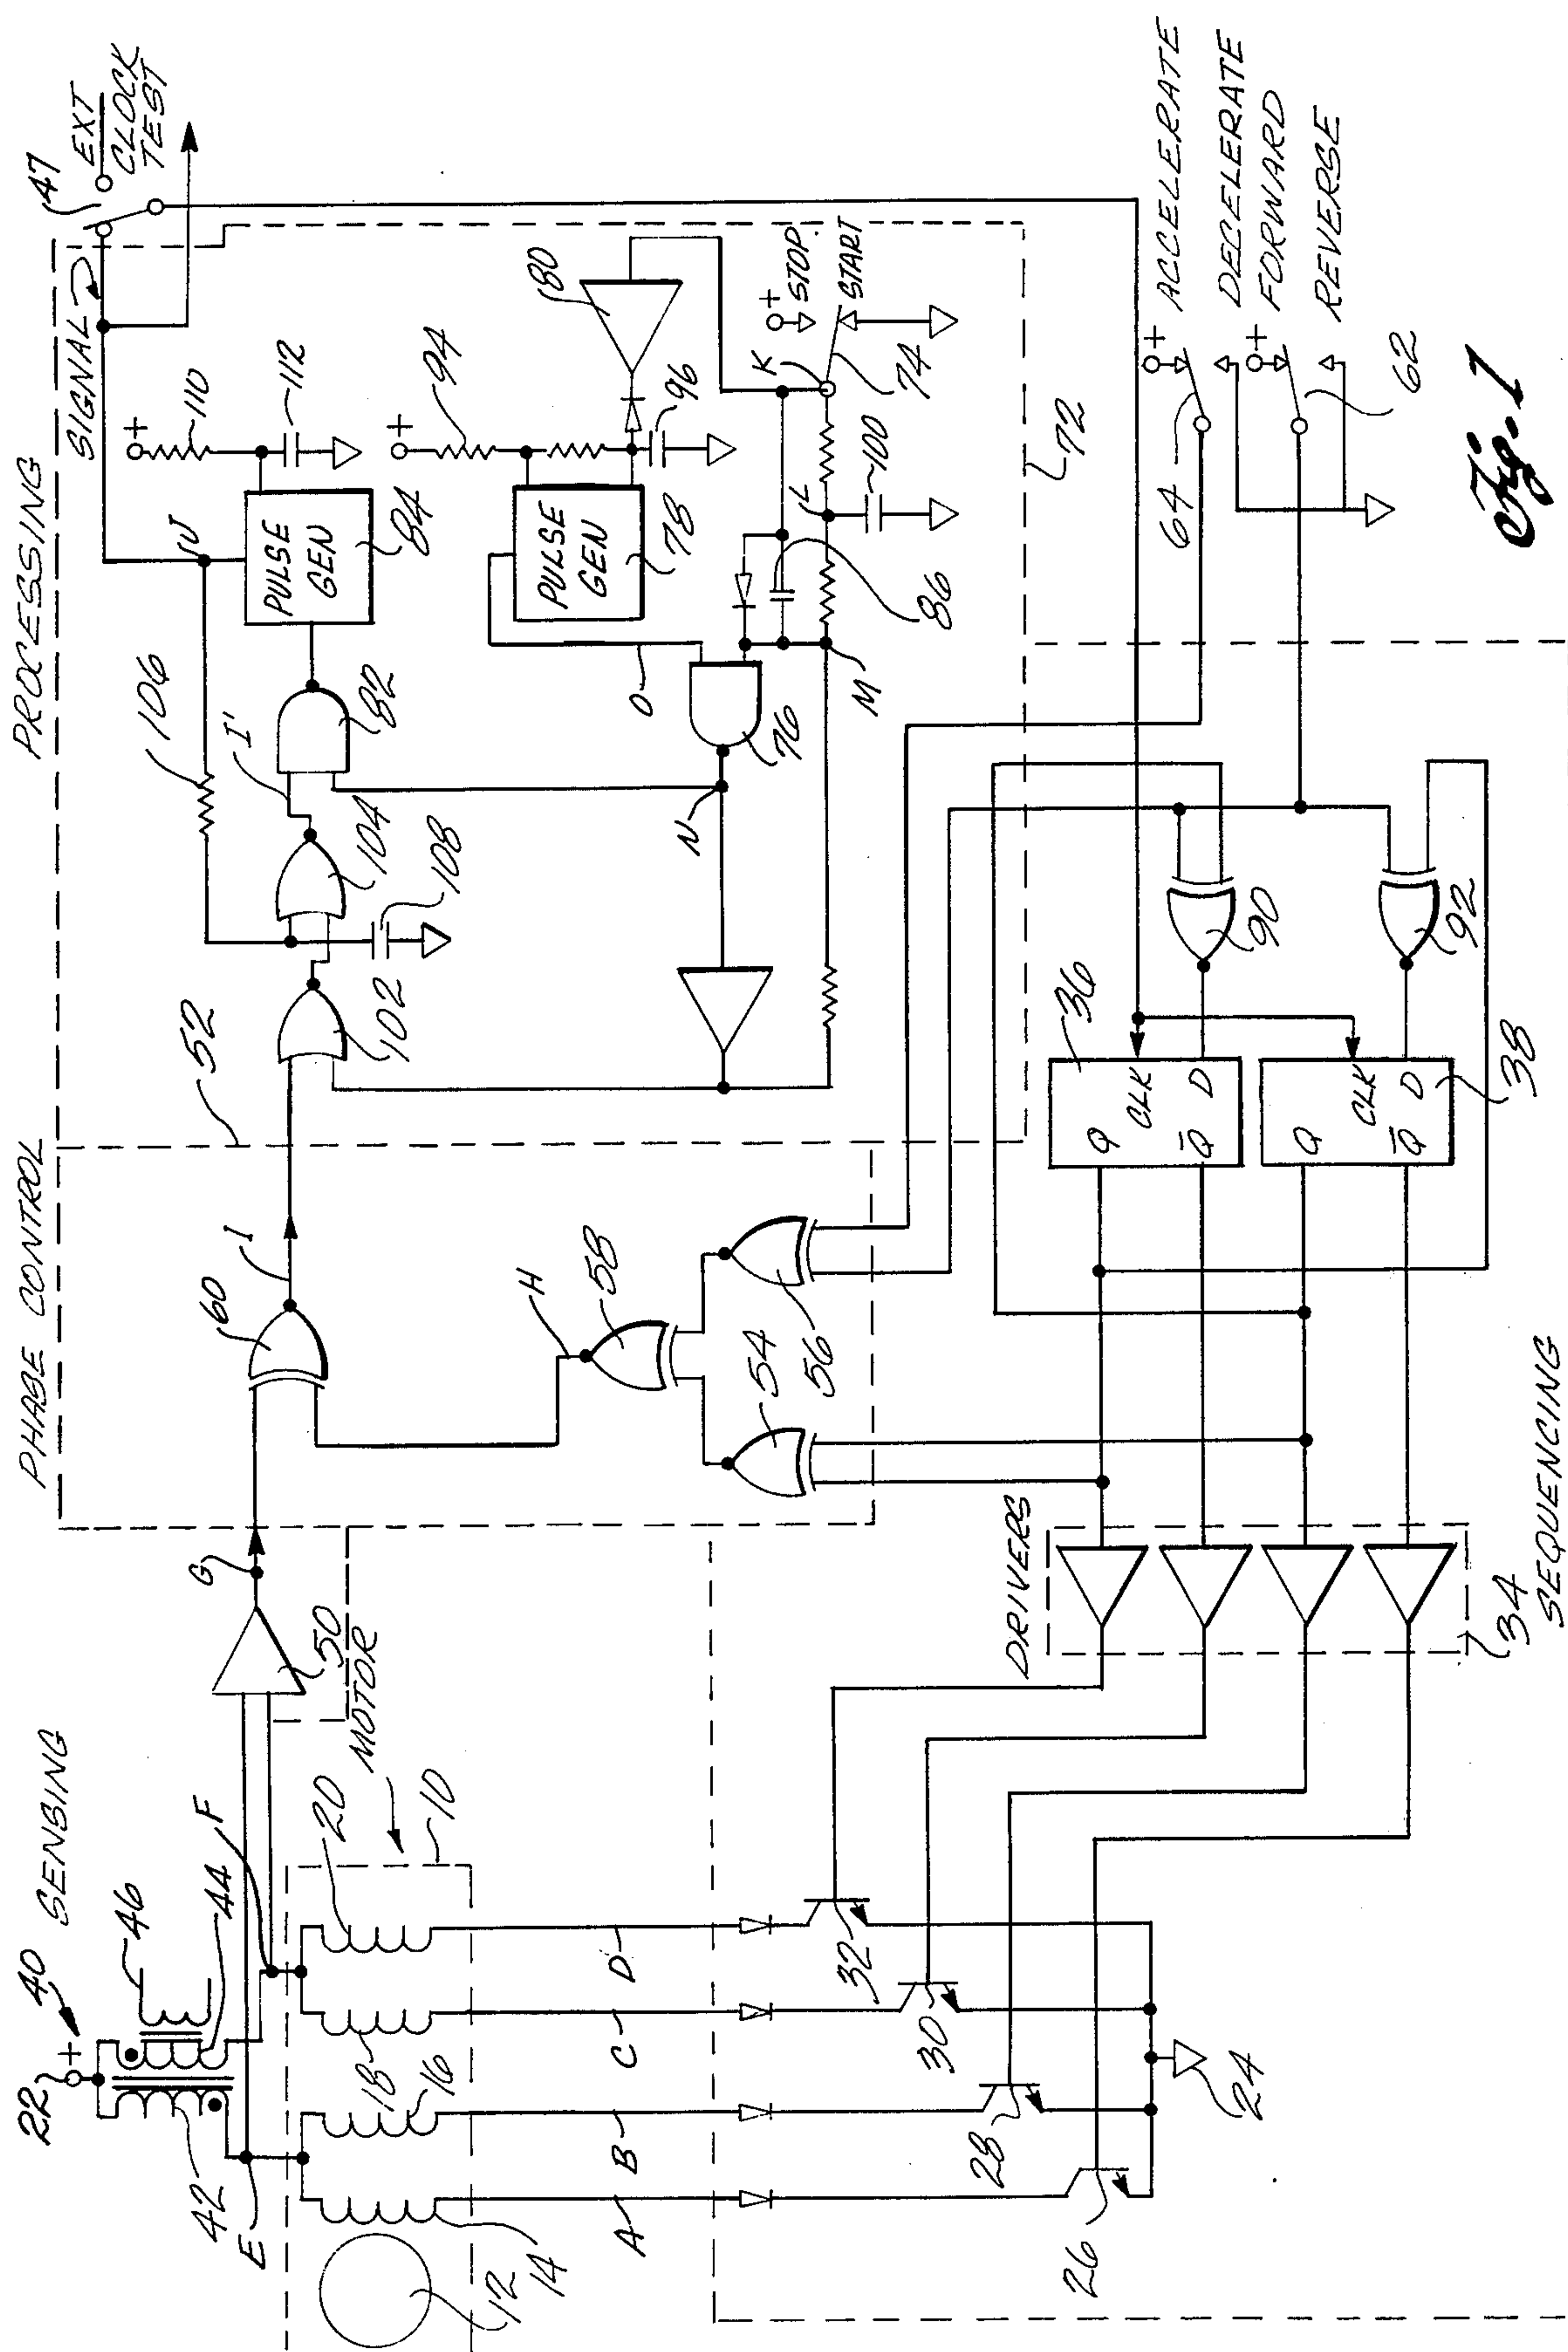 PROCESSING
SIGNAL
47
EXT
CLOCK
TEST
J
110
112
PULSE
GEN
84
106
I'
82
104
108
102
52
PHASE CONTROL
I
60
94
96
80
PULSE
GEN
78
O
76
N
M
L
K
STOP
START
74
100
86
72
ACCELERATE
DECELERATE
FORWARD
REVERSE
64
62
H
58
54
56
G
50
SENSING
40
22
+
46
44
42
E
F
MOTOR
10
20
18
16
14
12
A
B
C
D
32
30
28
26
24
DRIVERS
34
SEQUENCING
36
Q
CLK
Q̅
D
38
Q
CLK
Q̅
D
90
92
+
+
+
+
+
Fig. 1